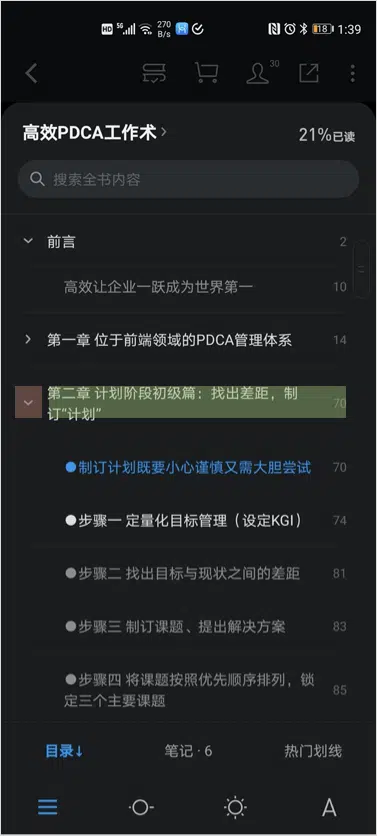 HD 5G 270 B/s 18 1:39
30
高效PDCA工作术 21%已读
搜索全书内容
前言 2
高效让企业一跃成为世界第一 10
第一章 位于前端领域的PDCA管理体系 14
第二章 计划阶段初级篇：找出差距，制 70
订“计划”
●制订计划既要小心谨慎又需大胆尝试 70
●步骤一 定量化目标管理（设定KGI） 74
●步骤二 找出目标与现状之间的差距 81
●步骤三 制订课题、提出解决方案 83
●步骤四 将课题按照优先顺序排列，锁 85
定三个主要课题
目录↓ 笔记 · 6 热门划线
A